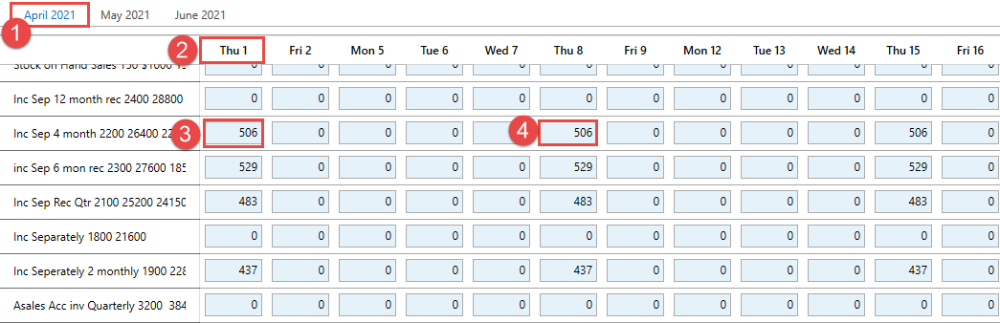 April 2021 May 2021 June 2021
1
2 Thu 1 Fri 2 Mon 5 Tue 6 Wed 7 Thu 8 Fri 9 Mon 12 Tue 13 Wed 14 Thu 15 Fri 16
Stock on Hand Sales 150 $1000 0 0 0 0 0 0 0 0 0 0 0 0
Inc Sep 12 month rec 2400 28800 0 0 0 0 0 0 0 0 0 0 0 0
Inc Sep 4 month 2200 26400 3 506 0 0 0 0 4 506 0 0 0 0 506 0
inc Sep 6 mon rec 2300 27600 185 529 0 0 0 0 529 0 0 0 0 529 0
Inc Sep Rec Qtr 2100 25200 24150 483 0 0 0 0 483 0 0 0 0 483 0
Inc Separately 1800 21600 0 0 0 0 0 0 0 0 0 0 0 0
Inc Seperately 2 monthly 1900 228 437 0 0 0 0 437 0 0 0 0 437 0
Asales Acc inv Quarterly 3200 384 0 0 0 0 0 0 0 0 0 0 0 0